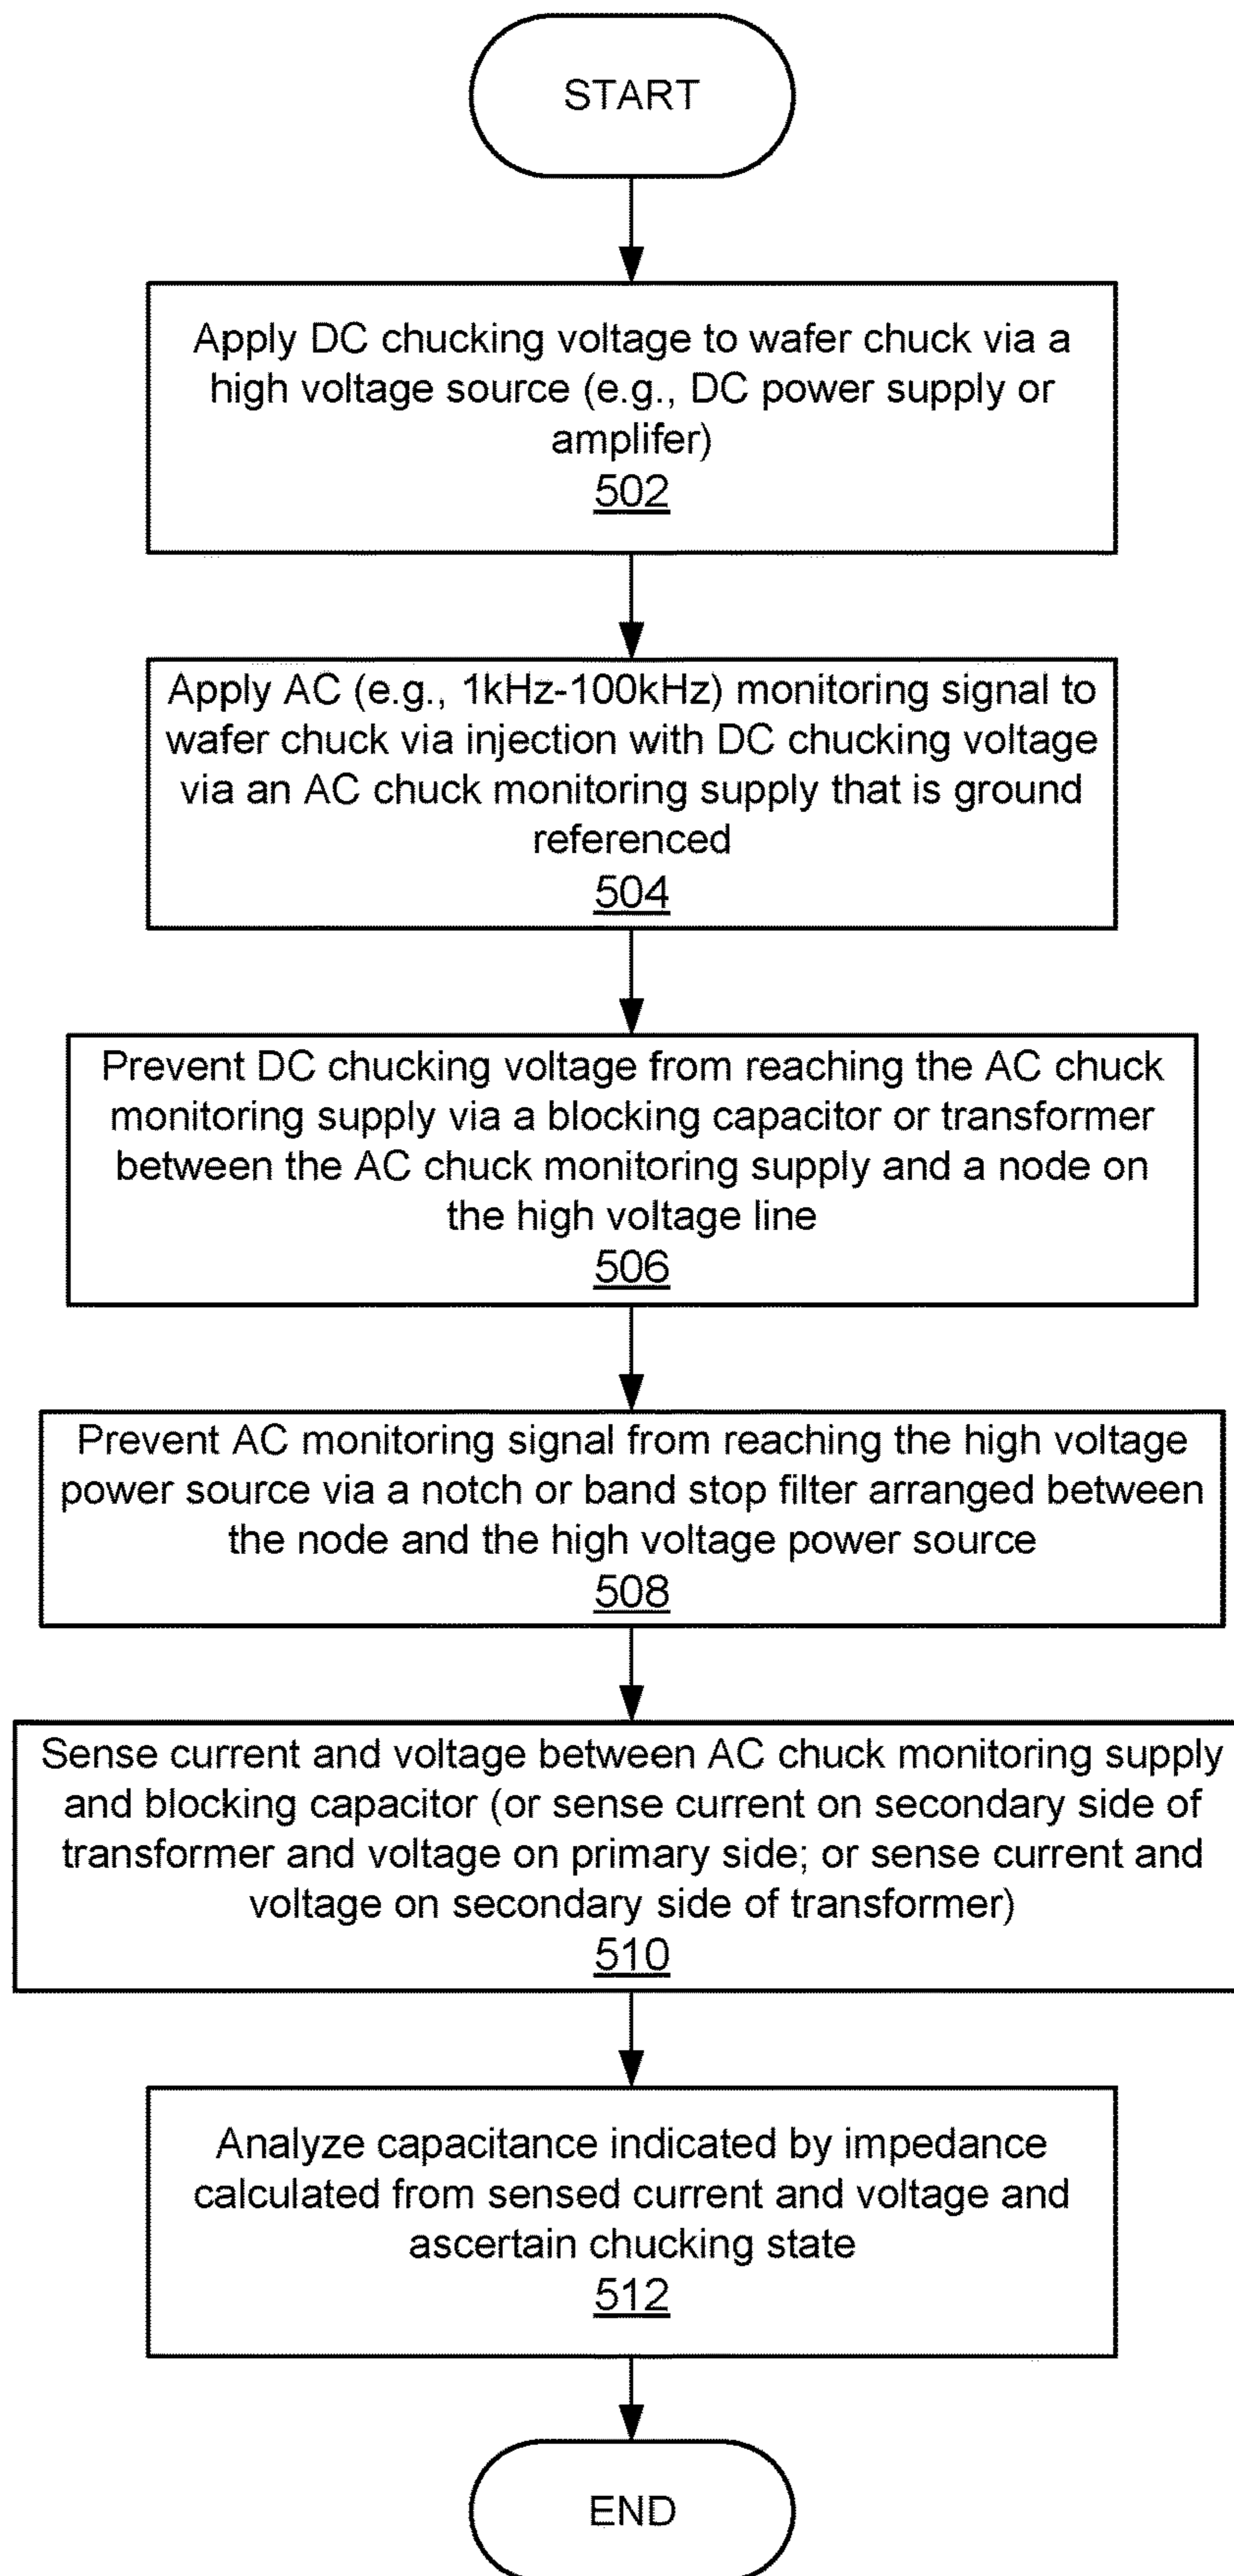 START
Apply DC chucking voltage to wafer chuck via a
high voltage source (e.g., DC power supply or
amplifer)
502
Apply AC (e.g., 1kHz-100kHz) monitoring signal to
wafer chuck via injection with DC chucking voltage
via an AC chuck monitoring supply that is ground
referenced
504
Prevent DC chucking voltage from reaching the AC chuck
monitoring supply via a blocking capacitor or transformer
between the AC chuck monitoring supply and a node on
the high voltage line
506
Prevent AC monitoring signal from reaching the high voltage
power source via a notch or band stop filter arranged between
the node and the high voltage power source
508
Sense current and voltage between AC chuck monitoring supply
and blocking capacitor (or sense current on secondary side of
transformer and voltage on primary side; or sense current and
voltage on secondary side of transformer)
510
Analyze capacitance indicated by impedance
calculated from sensed current and voltage and
ascertain chucking state
512
END